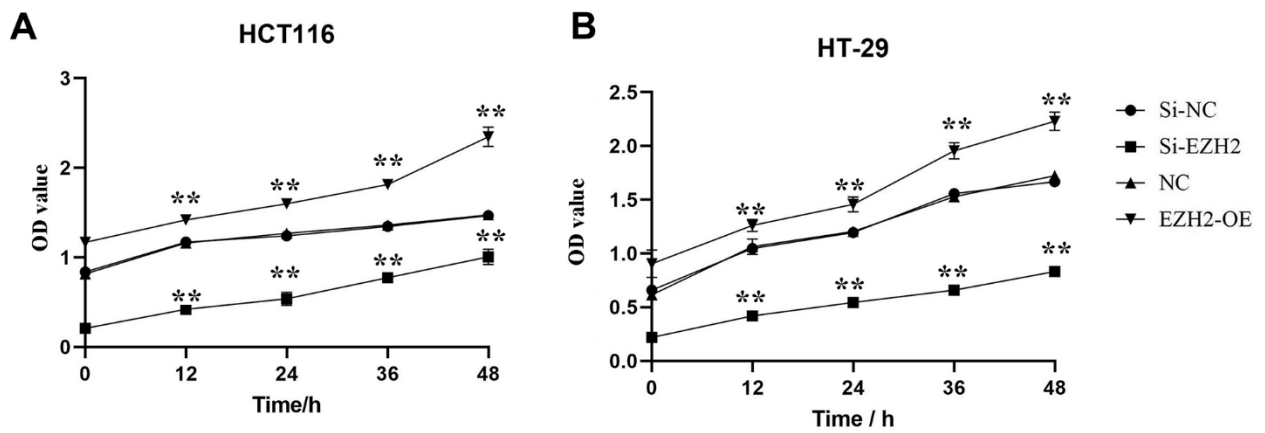 A
HCT116
OD value
3
2
1
0
**
**
**
**
**
**
**
**
0 12 24 36 48
Time/h
B
HT-29
OD value
2.5
2.0
1.5
1.0
0.5
0.0
**
**
**
**
**
**
**
**
0 12 24 36 48
Time / h
Si-NC
Si-EZH2
NC
EZH2-OE